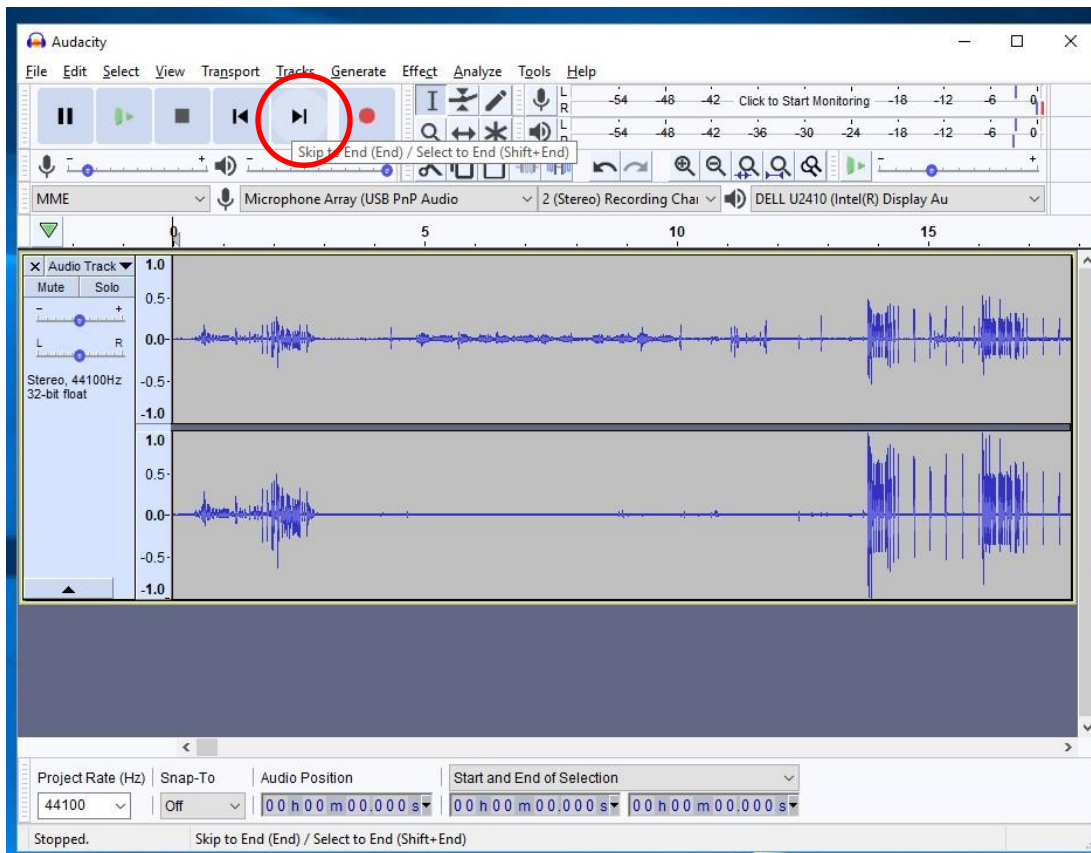 Audacity
File Edit Select View Transport Tracks Generate Effect Analyze Tools Help
L R -54 -48 -42 Click to Start Monitoring -18 -12 -6 0
L -54 -48 -42 -36 -30 -24 -18 -12 -6 0
Skip to End (End) / Select to End (Shift+End)
- + -
- +
MME Microphone Array (USB PnP Audio 2 (Stereo) Recording Char DELL U2410 (Intel(R) Display Au
0 5 10 15
X Audio Track 1.0
Mute Solo 0.5
- +
L R 0.0
Stereo, 44100Hz -0.5
32-bit float
-1.0
1.0
0.5
0.0
-0.5
-1.0
Project Rate (Hz) Snap-To Audio Position Start and End of Selection
44100 Off 00 h 00 m 00.000 s 00 h 00 m 00.000 s 00 h 00 m 00.000 s
Stopped. Skip to End (End) / Select to End (Shift+End)